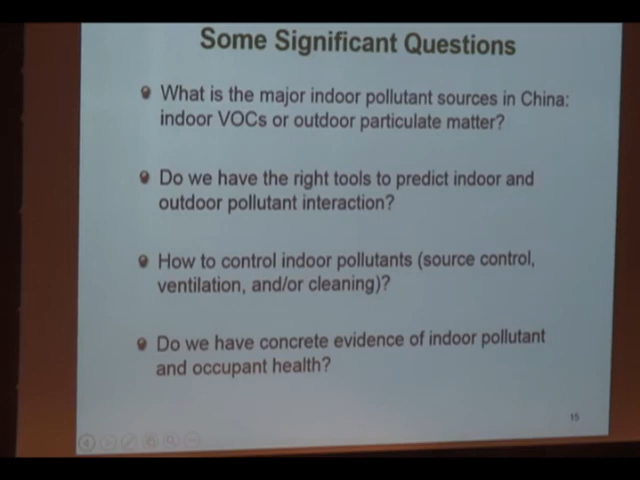 Some Significant Questions
What is the major indoor pollutant sources in China:
indoor VOCs or outdoor particulate matter?
Do we have the right tools to predict indoor and
outdoor pollutant interaction?
How to control indoor pollutants (source control,
ventilation, and/or cleaning)?
Do we have concrete evidence of indoor pollutant
and occupant health?
15